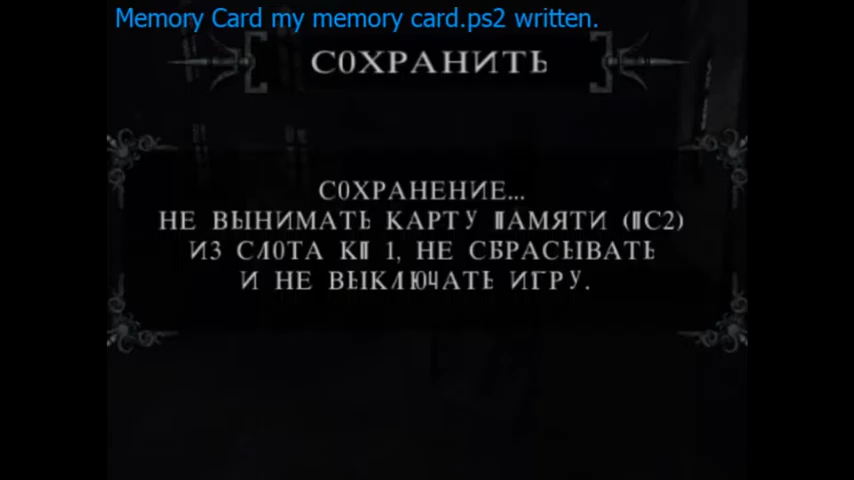 Memory Card my memory card.ps2 written.
СОХРАНИТЬ
СОХРАНЕНИЕ...
НЕ ВЫНИМАТЬ КАРТУ ПАМЯТИ (ПС2)
ИЗ СЛОТА КП 1, НЕ СБРАСЫВАТЬ
И НЕ ВЫКЛЮЧАТЬ ИГРУ.